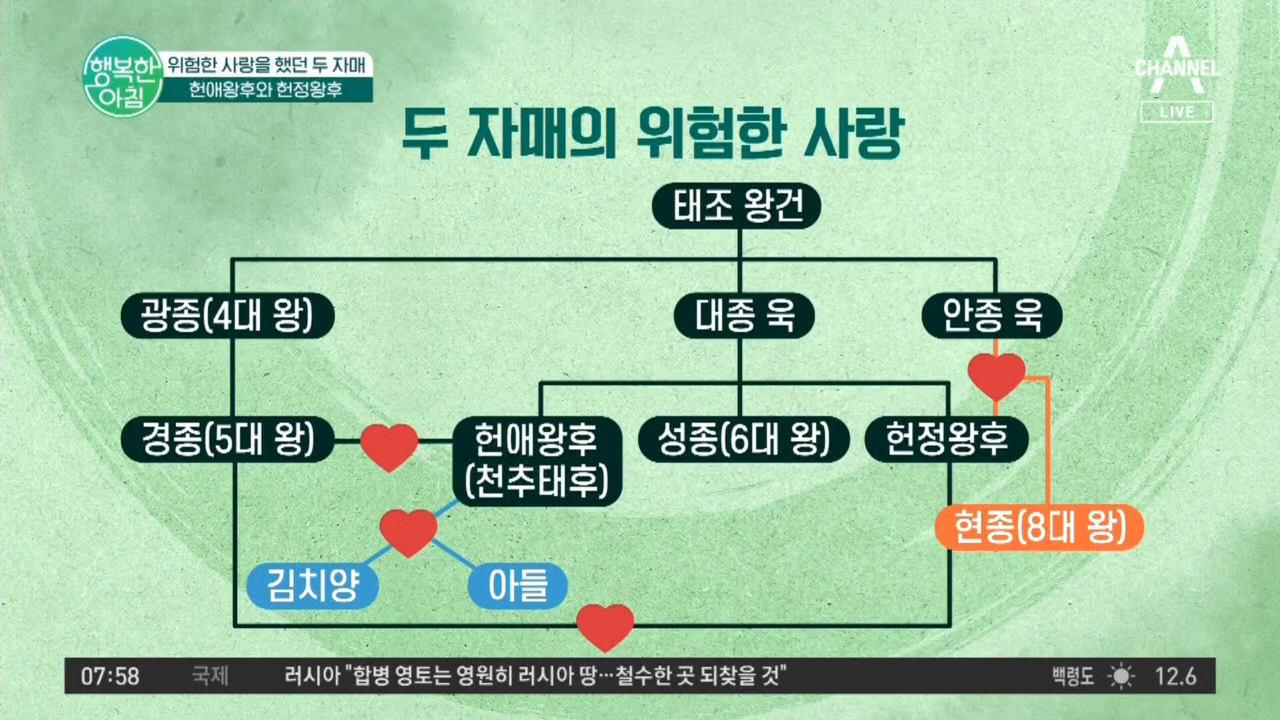 행복한
아침
위험한 사랑을 했던 두 자매
헌애왕후와 헌정왕후
CHANNEL A
LIVE
두 자매의 위험한 사랑
태조 왕건
광종(4대 왕)
대종 욱
안종 욱
경종(5대 왕)
헌애왕후
(천추태후)
성종(6대 왕)
헌정왕후
현종(8대 왕)
김치양
아들
07:58 국제 러시아 "합병 영토는 영원히 러시아 땅…철수한 곳 되찾을 것" 백령도 12.6